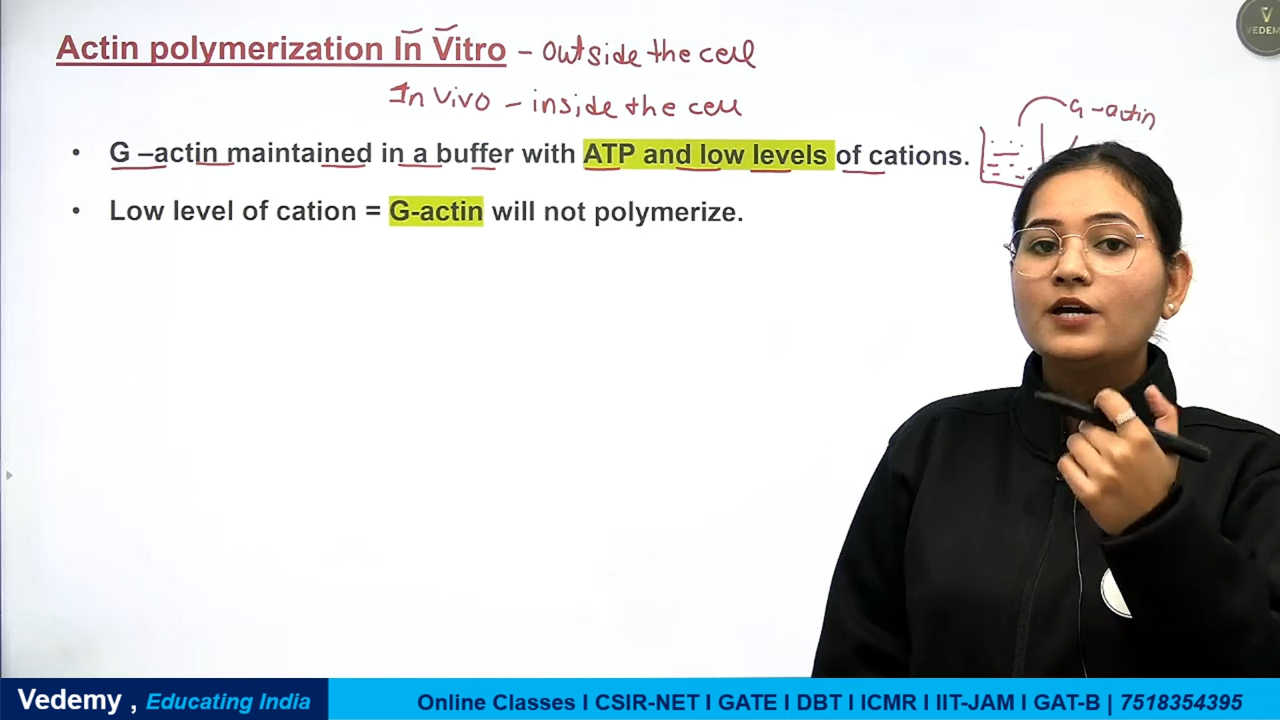 Actin polymerization In Vitro - outside the cell
In Vivo - inside the cell
G-actin
• G –actin maintained in a buffer with ATP and low levels of cations.
• Low level of cation = G-actin will not polymerize.
V
VEDEM
Vedemy , Educating India
Online Classes I CSIR-NET I GATE I DBT I ICMR I IIT-JAM I GAT-B | 7518354395